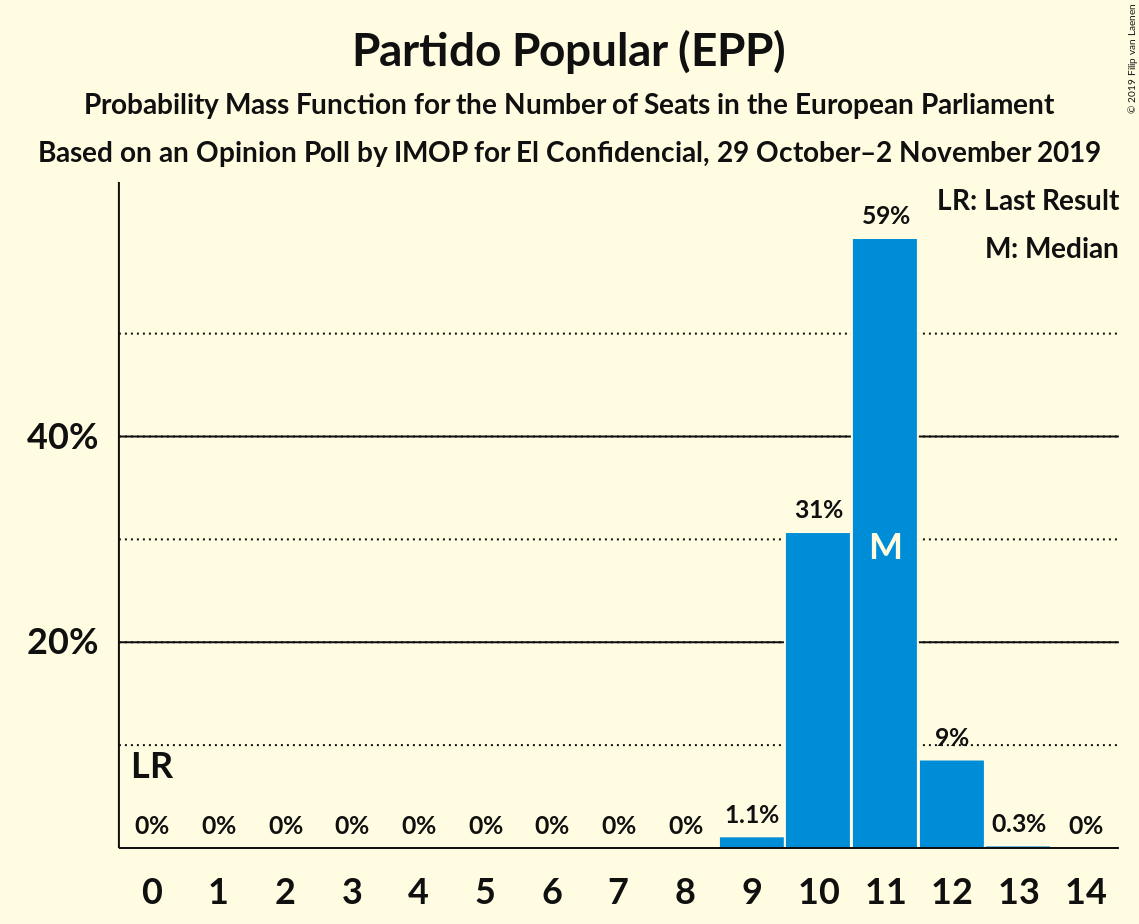 Partido Popular (EPP)
Probability Mass Function for the Number of Seats in the European Parliament
Based on an Opinion Poll by IMOP for El Confidencial, 29 October–2 November 2019
© 2019 Filip van Laenen
LR: Last Result
M: Median
59%
40%
31%
M
20%
9%
LR
0% 0% 0% 0% 0% 0% 0% 0% 0% 1.1% 0.3% 0%
0 1 2 3 4 5 6 7 8 9 10 11 12 13 14